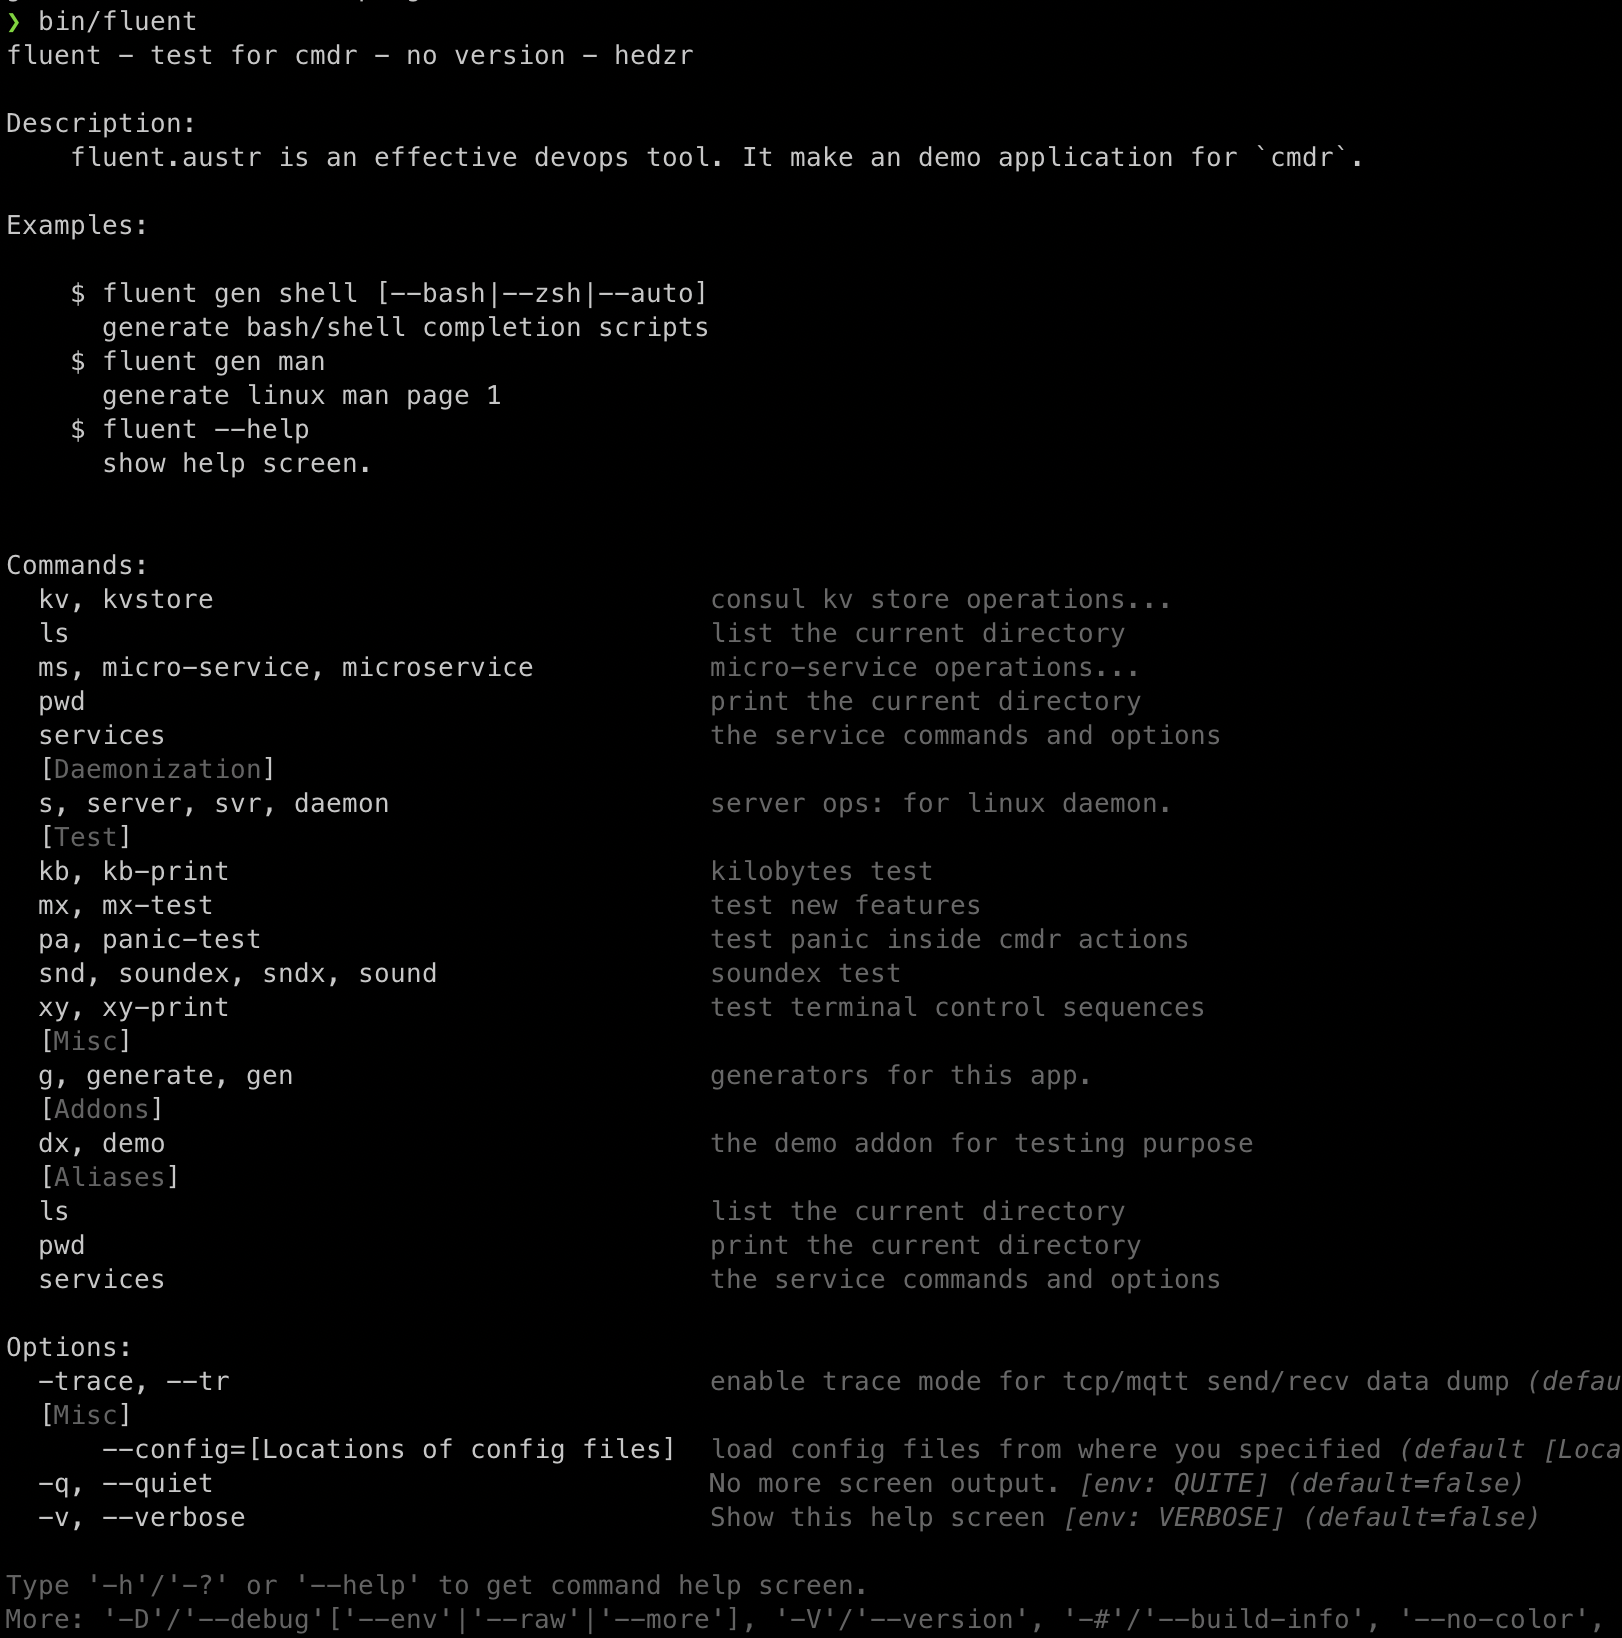 ❯ bin/fluent
fluent - test for cmdr - no version - hedzr
Description:
fluent.austr is an effective devops tool. It make an demo application for `cmdr`.
Examples:
$ fluent gen shell [--bash|--zsh|--auto]
generate bash/shell completion scripts
$ fluent gen man
generate linux man page 1
$ fluent --help
show help screen.
Commands:
kv, kvstore consul kv store operations...
ls list the current directory
ms, micro-service, microservice micro-service operations...
pwd print the current directory
services the service commands and options
[Daemonization]
s, server, svr, daemon server ops: for linux daemon.
[Test]
kb, kb-print kilobytes test
mx, mx-test test new features
pa, panic-test test panic inside cmdr actions
snd, soundex, sndx, sound soundex test
xy, xy-print test terminal control sequences
[Misc]
g, generate, gen generators for this app.
[Addons]
dx, demo the demo addon for testing purpose
[Aliases]
ls list the current directory
pwd print the current directory
services the service commands and options
Options:
-trace, --tr enable trace mode for tcp/mqtt send/recv data dump (defau
[Misc]
--config=[Locations of config files] load config files from where you specified (default [Loca
-q, --quiet No more screen output. [env: QUITE] (default=false)
-v, --verbose Show this help screen [env: VERBOSE] (default=false)
Type '-h'/'-?' or '--help' to get command help screen.
More: '-D'/'--debug'['--env'|'--raw'|'--more'], '-V'/'--version', '-#'/'--build-info', '--no-color',